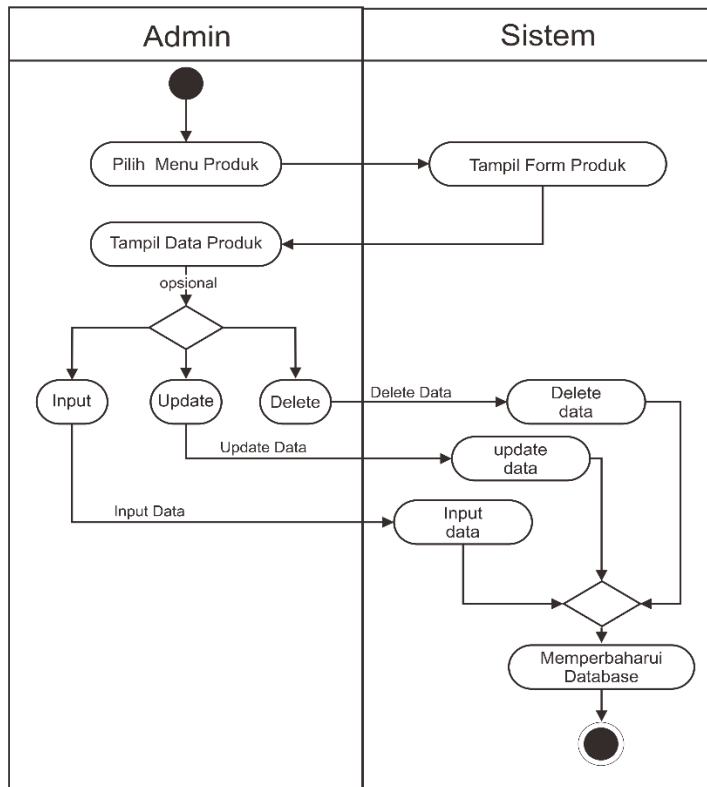 Admin
Sistem
Pilih Menu Produk
Tampil Form Produk
Tampil Data Produk
opsional
Input
Update
Delete
Delete Data
Delete
data
Update Data
update
data
Input Data
Input
data
Memperbaharui
Database